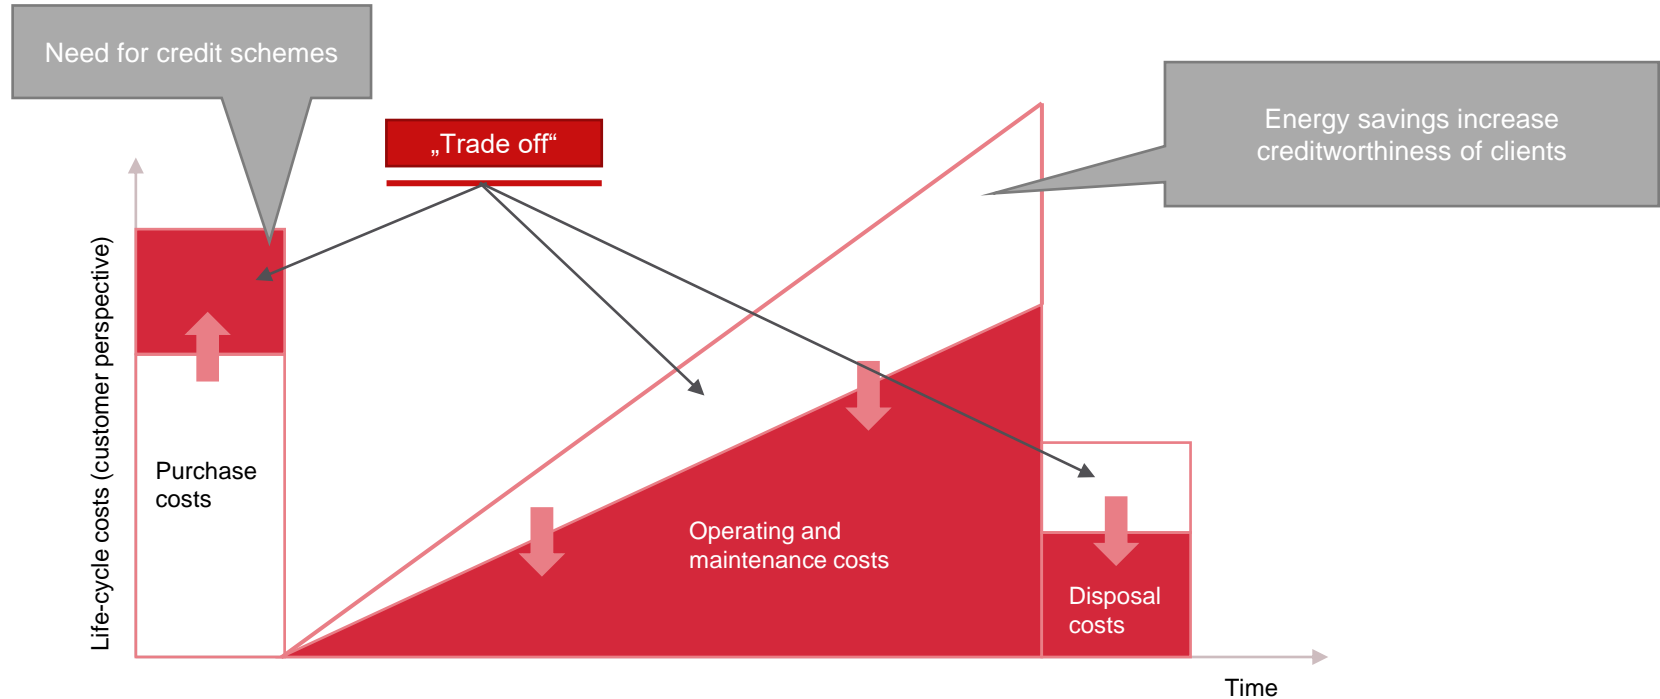 Need for credit schemes
„Trade off“
Energy savings increase
creditworthiness of clients
Life-cycle costs (customer perspective)
Purchase
costs
Operating and
maintenance costs
Disposal
costs
Time